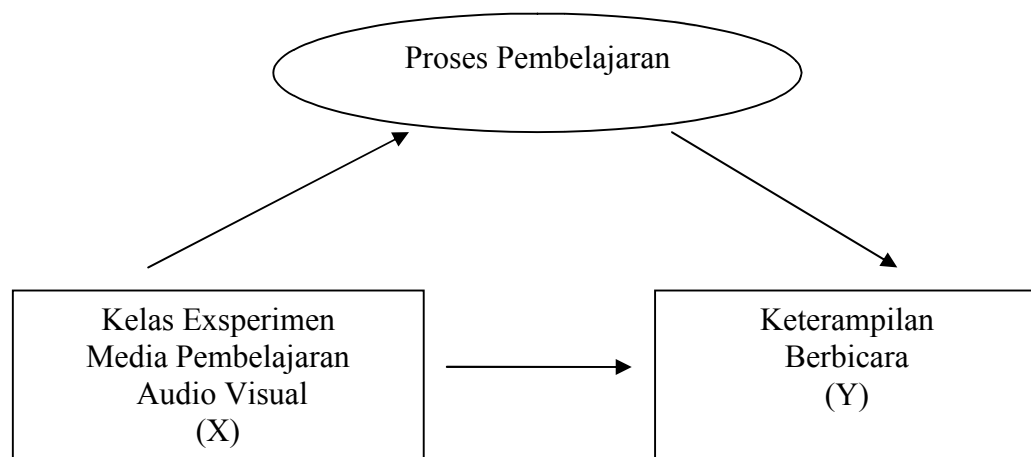 Proses Pembelajaran
Kelas Exsperimen
Media Pembelajaran
Audio Visual
(X)
Keterampilan
Berbicara
(Y)